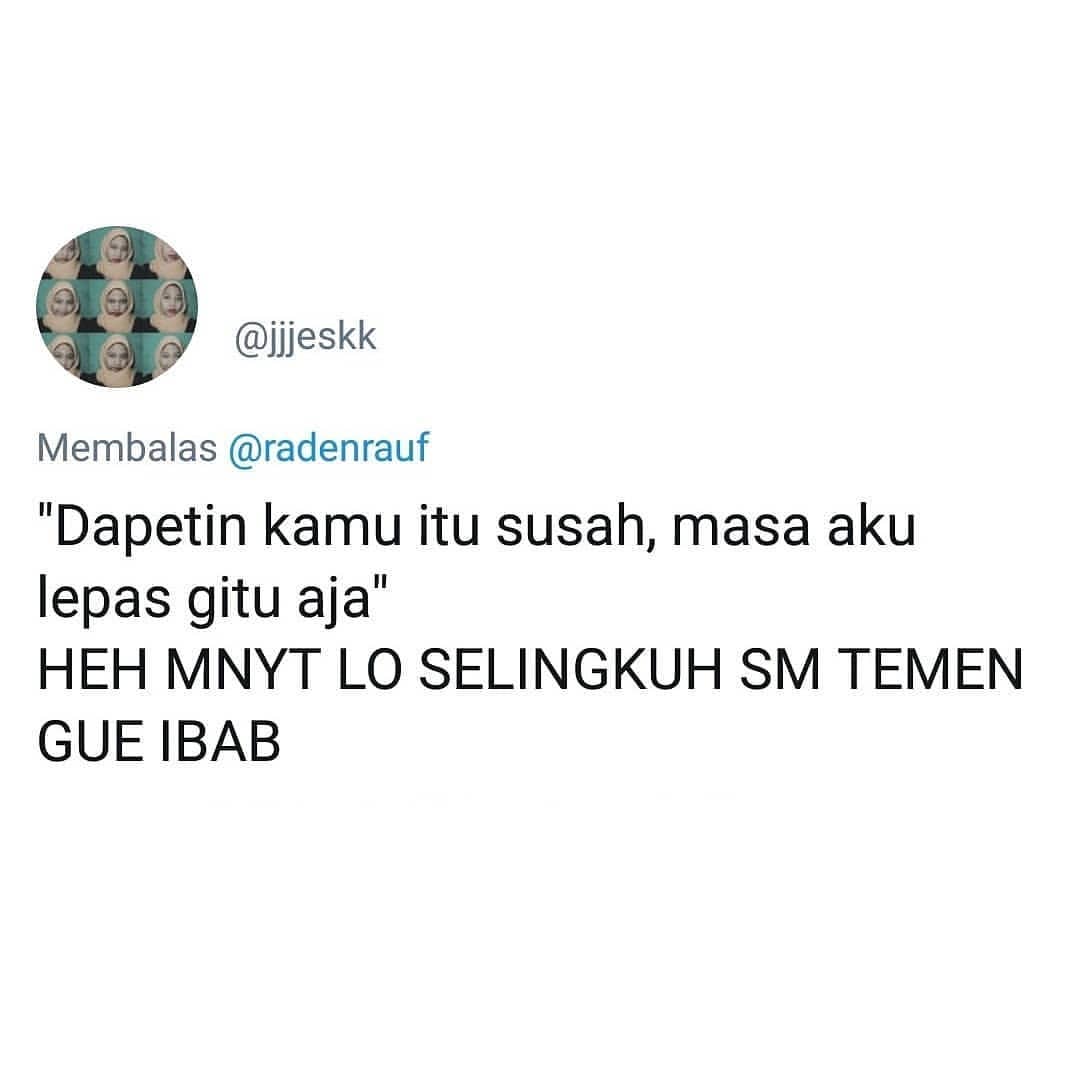 @jjjeskk
Membalas @radenrauf
"Dapetin kamu itu susah, masa aku
lepas gitu aja"
HEH MNYT LO SELINGKUH SM TEMEN
GUE IBAB